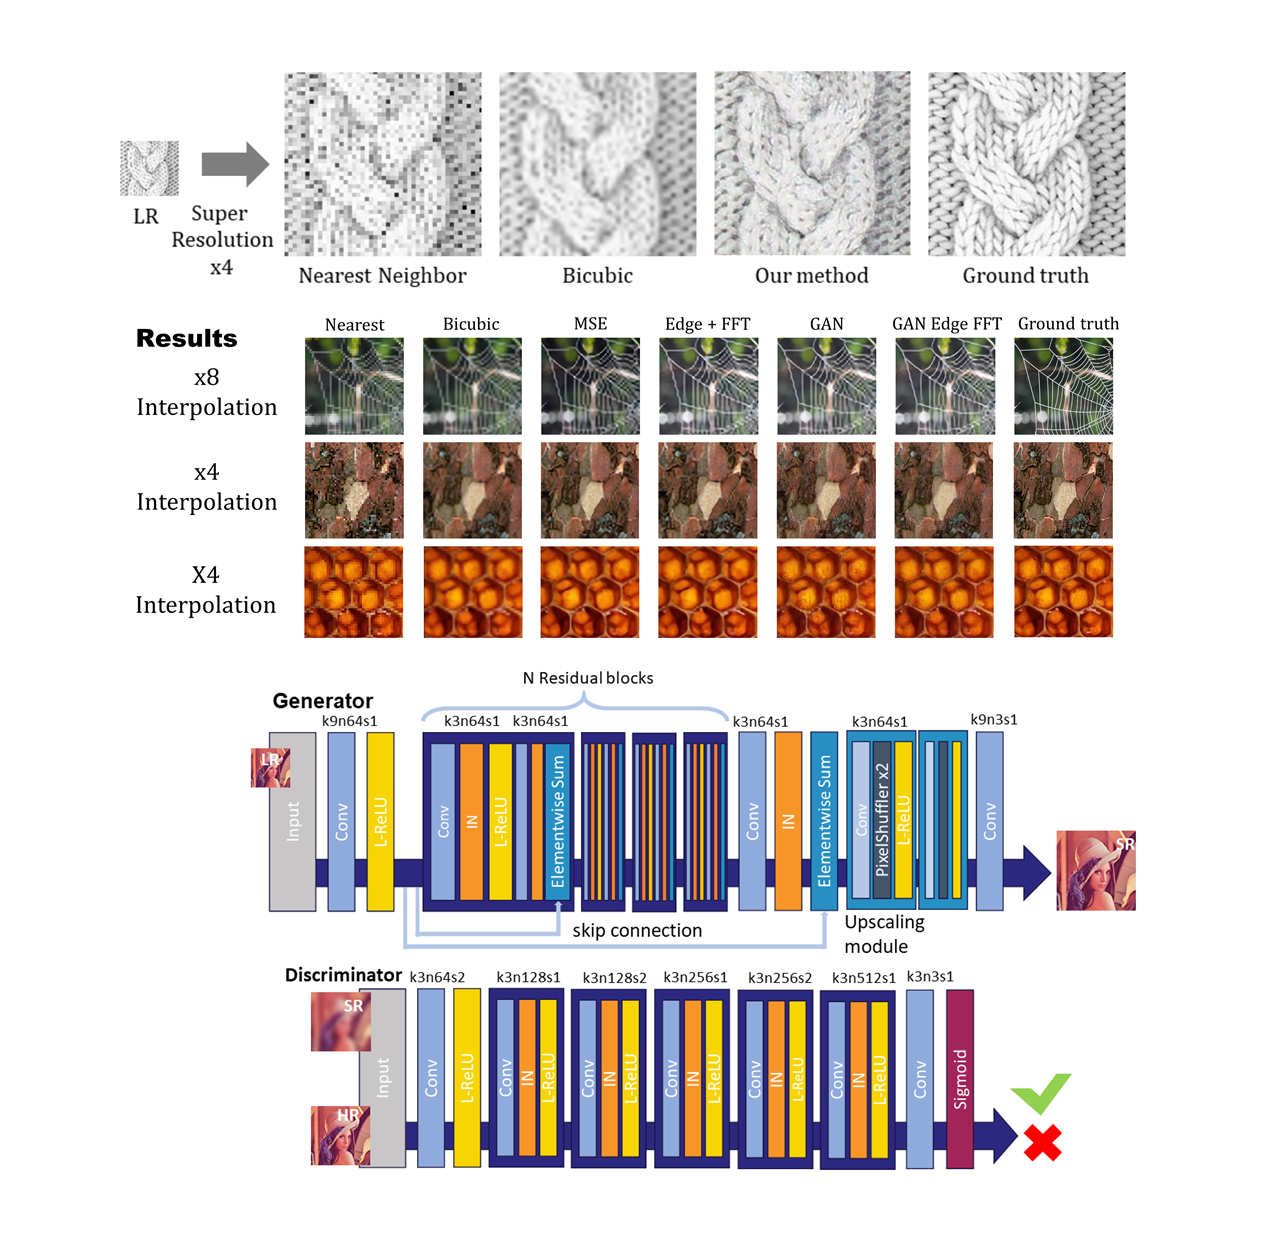 LR
Super
Resolution
x4
Nearest Neighbor
Bicubic
Our method
Ground truth
Results
Nearest
Bicubic
MSE
Edge + FFT
GAN
GAN Edge FFT
Ground truth
x8
Interpolation
x4
Interpolation
X4
Interpolation
N Residual blocks
Generator
k9n64s1
k3n64s1
k3n64s1
k3n64s1
k3n64s1
k9n3s1
LR
Input
Conv
L-ReLU
Conv
IN
L-ReLU
Elementwise Sum
Conv
IN
Elementwise Sum
Conv
PixelShuffler x2
L-ReLU
Conv
SR
skip connection
Upscaling
module
Discriminator
k3n64s2
k3n128s1
k3n128s2
k3n256s1
k3n256s2
k3n512s1
k3n3s1
SR
HR
Input
Conv
L-ReLU
Conv
IN
L-ReLU
Conv
IN
L-ReLU
Conv
IN
L-ReLU
Conv
IN
L-ReLU
Conv
IN
L-ReLU
Conv
Sigmoid